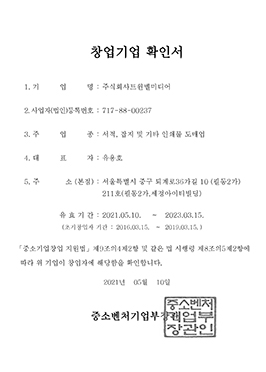 창업기업 확인서
1. 기 업 명 : 주식회사트윈벨미디어
2. 사업자(법인)등록번호 : 717-88-00237
3. 주 업 종 : 서적, 잡지 및 기타 인쇄물 도매업
4. 대 표 자 : 유용호
5. 주 소 (본점) : 서울특별시 중구 퇴계로36가길 10 (필동2가)
211호(필동2가,세정아이티빌딩)
유 효 기 간 : 2021.05.10. - 2023.03.15.
(초기창업자 기간 : 2016.03.15. - 2019.03.15.)
「중소기업창업 지원법」 제9조의4제2항 및 같은 법 시행령 제8조의5제2항에
따라 위 기업이 창업자에 해당함을 확인합니다.
2021년 05월 10일
중소벤처기업부장관
중소벤처
기업부
장관인